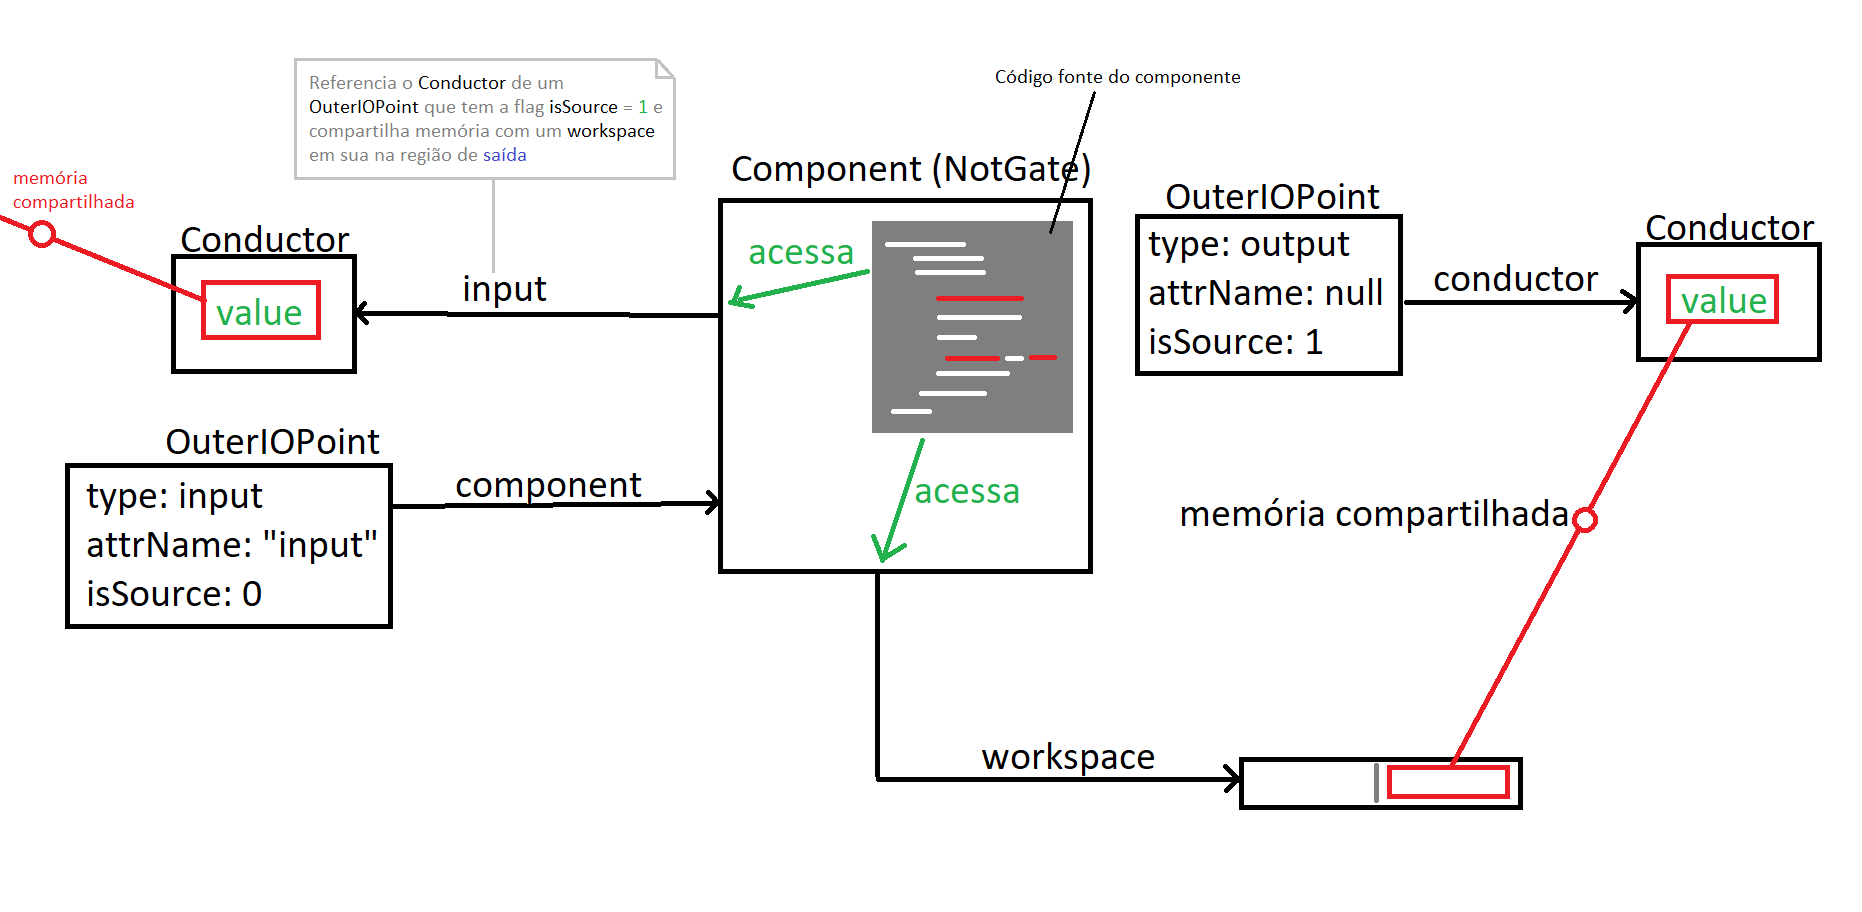 Referencia o Conductor de um
OuterIOPoint que tem a flag isSource = 1 e
compartilha memória com um workspace
em sua na região de saída
Código fonte do componente
memória
compartilhada
Component (NotGate)
OuterIOPoint
type: output
attrName: null
isSource: 1
conductor
Conductor
value
Conductor
value
input
acessa
acessa
OuterIOPoint
type: input
attrName: "input"
isSource: 0
component
memória compartilhada
workspace